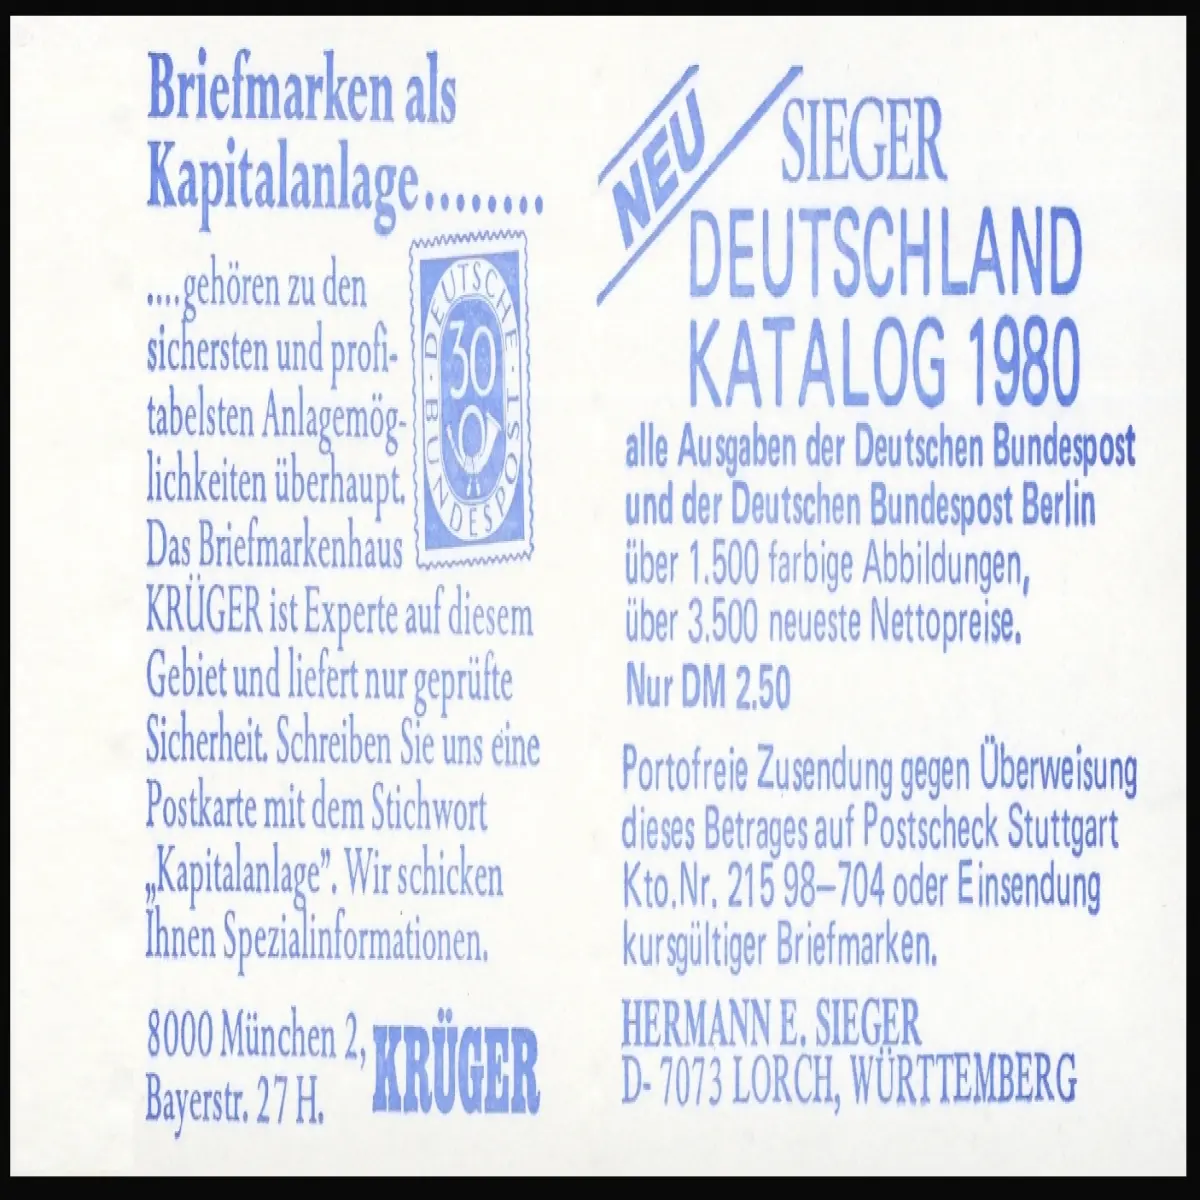 Briefmarken als
Kapitalanlage........
....gehören zu den
sichersten und profi-
tabelsten Anlagemög-
lichkeiten überhaupt.
Das Briefmarkenhaus
KRÜGER ist Experte auf diesem
Gebiet und liefert nur geprüfte
Sicherheit. Schreiben Sie uns eine
Postkarte mit dem Stichwort
„Kapitalanlage”. Wir schicken
Ihnen Spezialinformationen.
8000 München 2,
Bayerstr. 27 H.
KRÜGER
DEUTSCHE · POST
BUNDESPOST
30
NEU
SIEGER
DEUTSCHLAND
KATALOG 1980
alle Ausgaben der Deutschen Bundespost
und der Deutschen Bundespost Berlin
über 1.500 farbige Abbildungen,
über 3.500 neueste Nettopreise.
Nur DM 2.50
Portofreie Zusendung gegen Überweisung
dieses Betrages auf Postscheck Stuttgart
Kto.Nr. 215 98–704 oder Einsendung
kursgültiger Briefmarken.
HERMANN E. SIEGER
D- 7073 LORCH, WÜRTTEMBERG